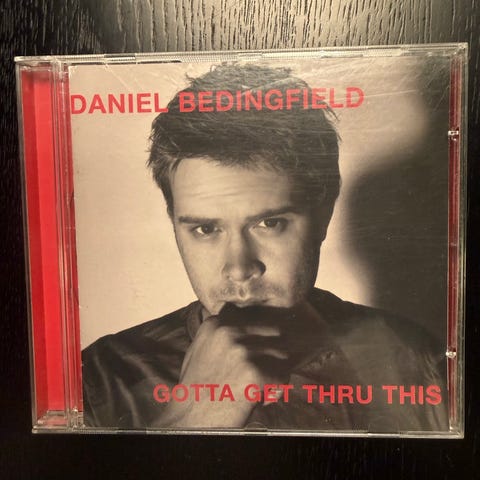 DANIEL BEDINGFIELD
GOTTA GET THRU THIS